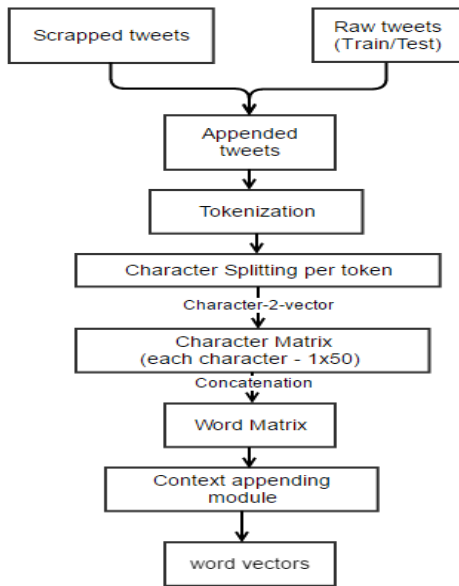 Scrapped tweets
Raw tweets
(Train/Test)
Appended
tweets
Tokenization
Character Splitting per token
Character-2-vector
Character Matrix
(each character - 1x50)
Concatenation
Word Matrix
Context appending
module
word vectors